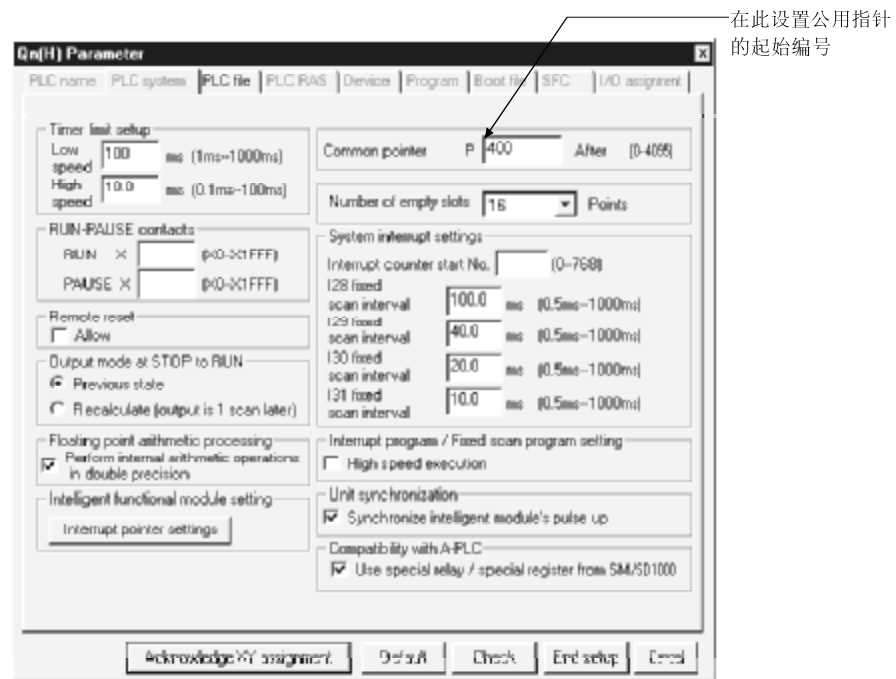 在此设置公用指针
的起始编号
Qn(H) Parameter
PLC name PLC system PLC file PLC RAS Device Program Boot file SFC I/O assignment
Timer limit setup
Low speed 100 ms (1ms--1000ms)
High speed 10.0 ms (0.1ms--100ms)
Common pointer P 400 After (0-4095)
Number of empty slots 16 Points
RUN-PAUSE contacts
RUN X (X0-X1FFF)
PAUSE X (X0-X1FFF)
Remote reset
Allow
Output mode at STOP to RUN
Previous state
Recalculate (output is 1 scan later)
Floating point arithmetic processing
Perform internal arithmetic operations
in double precision
Intelligent functional module setting
Interrupt pointer settings
System interrupt settings
Interrupt counter start No. (0--768)
I28 fixed
scan interval 100.0 ms (0.5ms--1000ms)
I29 fixed
scan interval 40.0 ms (0.5ms--1000ms)
I30 fixed
scan interval 20.0 ms (0.5ms--1000ms)
I31 fixed
scan interval 10.0 ms (0.5ms--1000ms)
Interrupt program / Fixed scan program setting
High speed execution
Unit synchronization
Synchronize intelligent module's pulse up
Compatibility with A-PLC
Use special relay / special register from SM/SD1000
Acknowledge XY assignment Default Check End setup Cancel